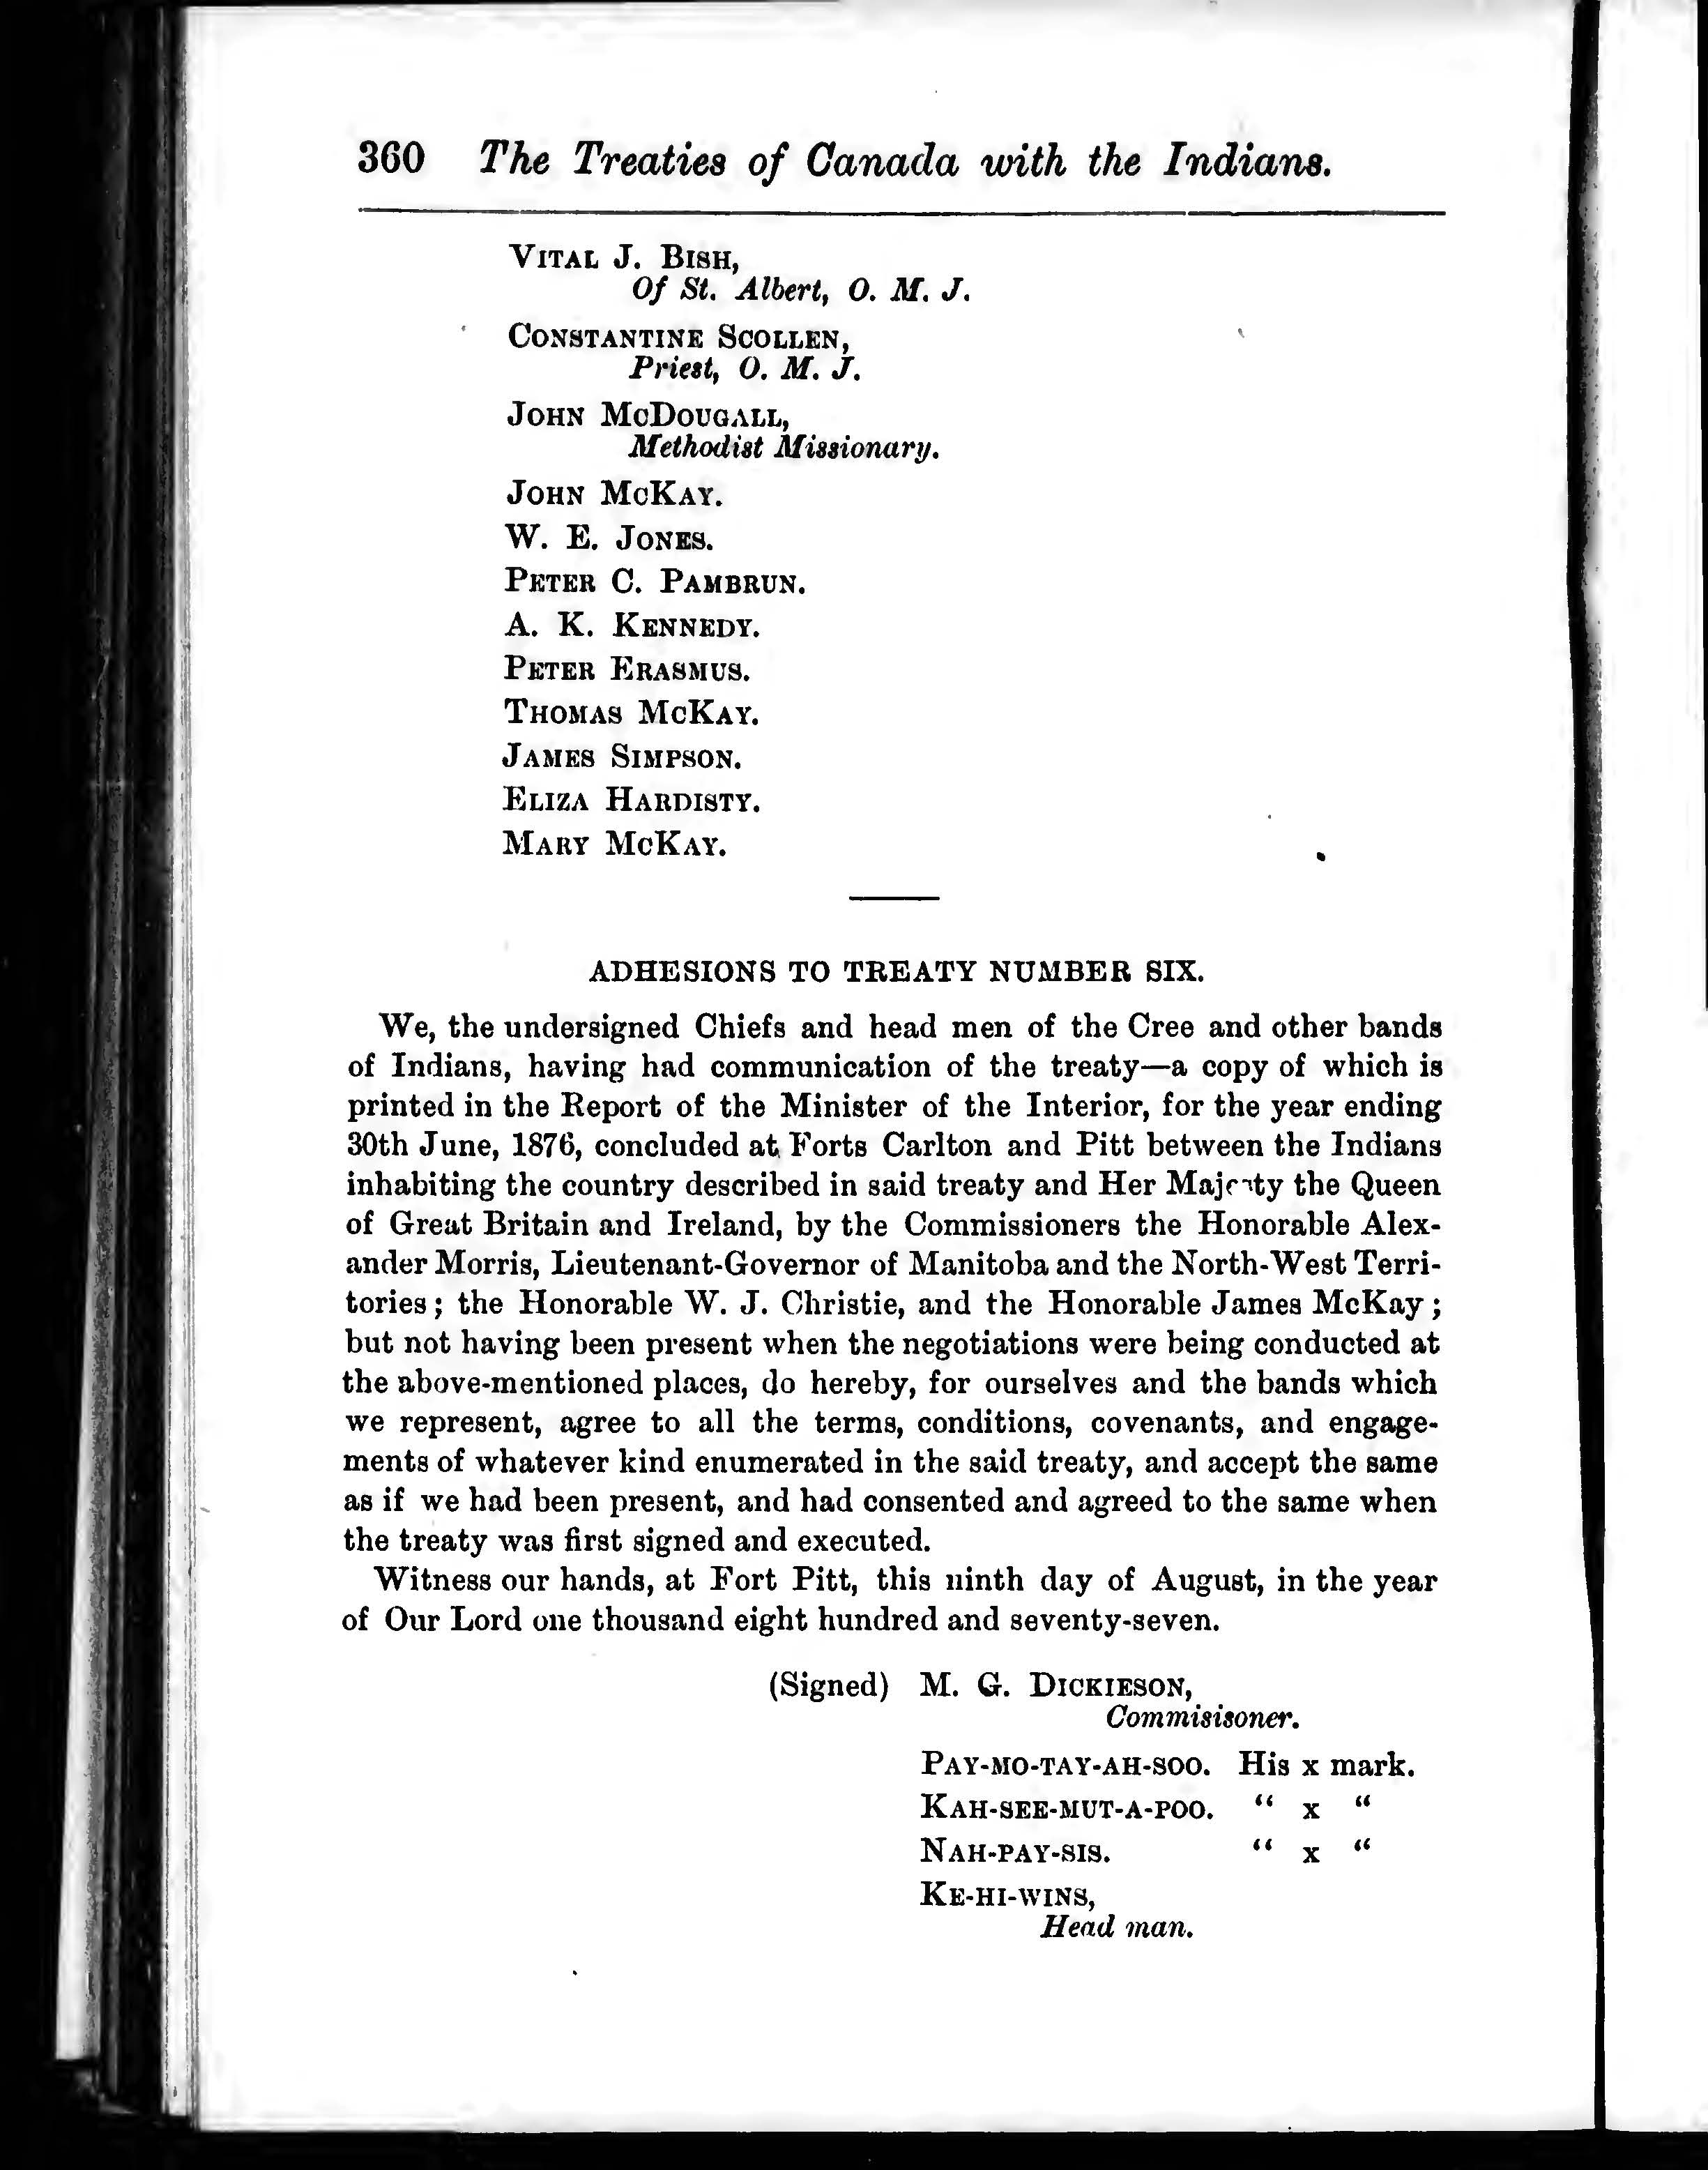 360 The Treaties of Canada with the Indians.
VITAL J. BISH,
Of St. Albert, O. M. J.
CONSTANTINE SCOLLEN,
Priest, O. M. J.
JOHN MCDOUGALL,
Methodist Missionary.
JOHN MCKAY.
W. E. JONES.
PETER C. PAMBRUN.
A. K. KENNEDY.
PETER ERASMUS.
THOMAS MCKAY.
JAMES SIMPSON.
ELIZA HARDISTY.
MARY MCKAY.
ADHESIONS TO TREATY NUMBER SIX.
We, the undersigned Chiefs and head men of the Cree and other bands
of Indians, having had communication of the treaty—a copy of which is
printed in the Report of the Minister of the Interior, for the year ending
30th June, 1876, concluded at Forts Carlton and Pitt between the Indians
inhabiting the country described in said treaty and Her Majesty the Queen
of Great Britain and Ireland, by the Commissioners the Honorable Alex-
ander Morris, Lieutenant-Governor of Manitoba and the North-West Terri-
tories; the Honorable W. J. Christie, and the Honorable James McKay;
but not having been present when the negotiations were being conducted at
the above-mentioned places, do hereby, for ourselves and the bands which
we represent, agree to all the terms, conditions, covenants, and engage-
ments of whatever kind enumerated in the said treaty, and accept the same
as if we had been present, and had consented and agreed to the same when
the treaty was first signed and executed.
Witness our hands, at Fort Pitt, this ninth day of August, in the year
of Our Lord one thousand eight hundred and seventy-seven.
(Signed) M. G. DICKIESON,
Commisisoner.
PAY-MO-TAY-AH-SOO. His x mark.
KAH-SEE-MUT-A-POO. “ x “
NAH-PAY-SIS. “ x “
KE-HI-WINS,
Head man.